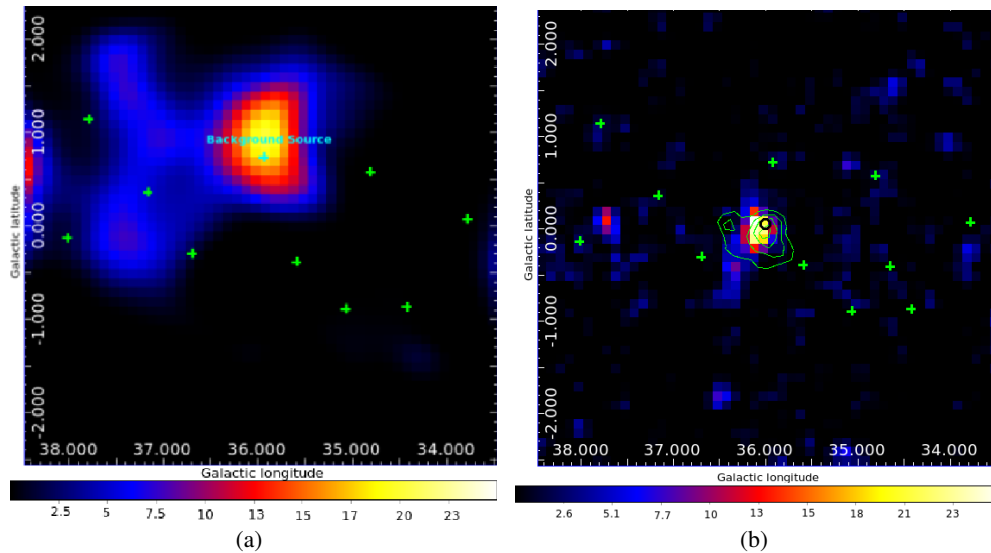 2.000
1.000
0.000
-1.000
-2.000
Galactic latitude
Background Source
38.000 37.000 36.000 35.000 34.000
Galactic longitude
2.5 5 7.5 10 13 15 17 20 23
(a)
2.000
1.000
0.000
-1.000
-2.000
Galactic latitude
38.000 37.000 36.000 35.000 34.000
Galactic longitude
2.6 5.1 7.7 10 13 15 18 20 23
(b)